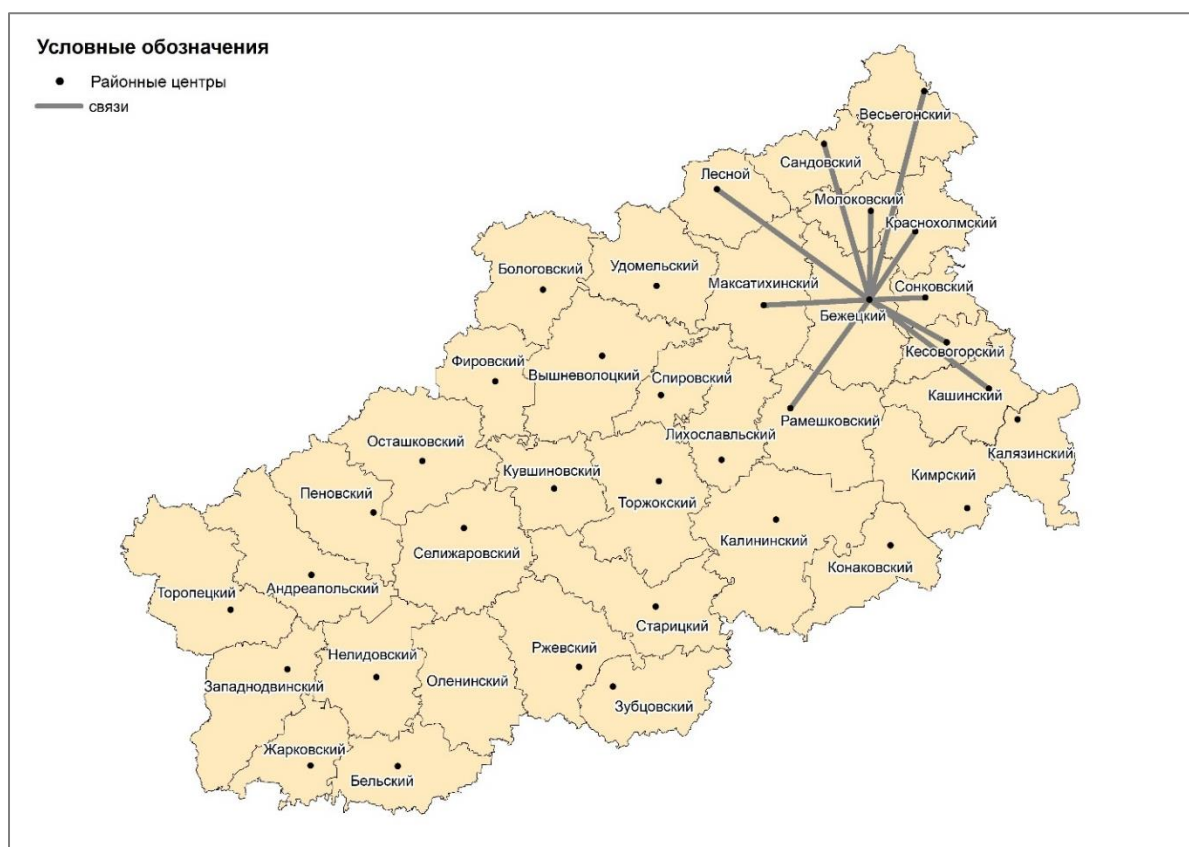 Условные обозначения
Районные центры
связи
Весьегонский
Сандовский
Лесной
Молоковский
Краснохолмский
Бологовский
Удомельский
Максатихинский
Сонковский
Бежецкий
Кесовогорский
Фировский
Вышневолоцкий
Спировский
Кашинский
Рамешковский
Осташковский
Лихославльский
Калязинский
Кувшиновский
Кимрский
Пеновский
Торжокский
Калининский
Селижаровский
Конаковский
Андреапольский
Торопецкий
Старицкий
Ржевский
Нелидовский
Оленинский
Западнодвинский
Зубцовский
Жарковский
Бельский